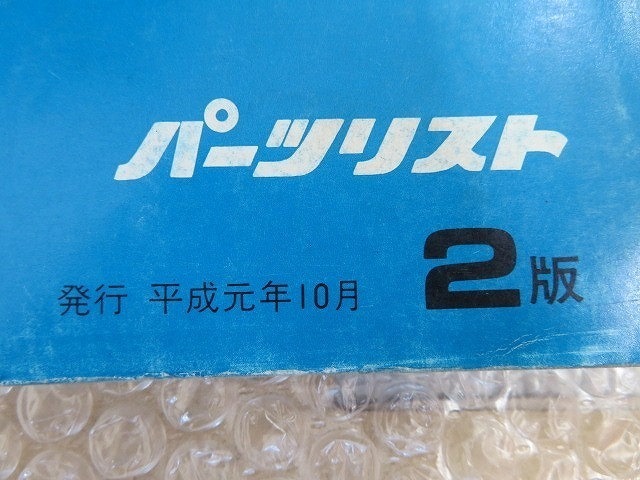 パーツリスト
発行 平成元年10月 2版